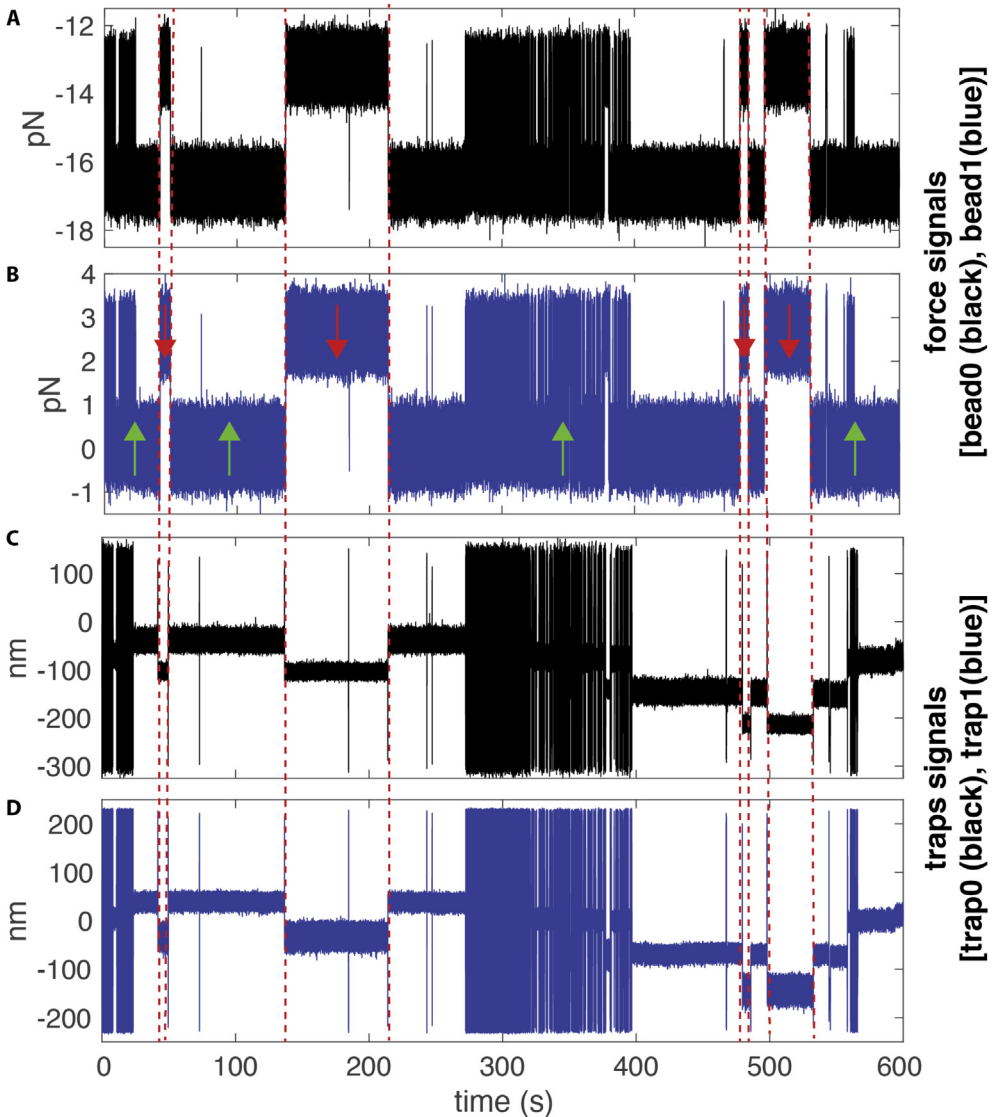 A
-12
-14
-16
-18
pN
B
4
3
2
1
0
-1
pN
force signals
[bead0 (black), bead1(blue)]
C
100
0
-100
-200
-300
nm
D
200
100
0
-100
-200
nm
traps signals
[trap0 (black), trap1(blue)]
0 100 200 300 400 500 600
time (s)